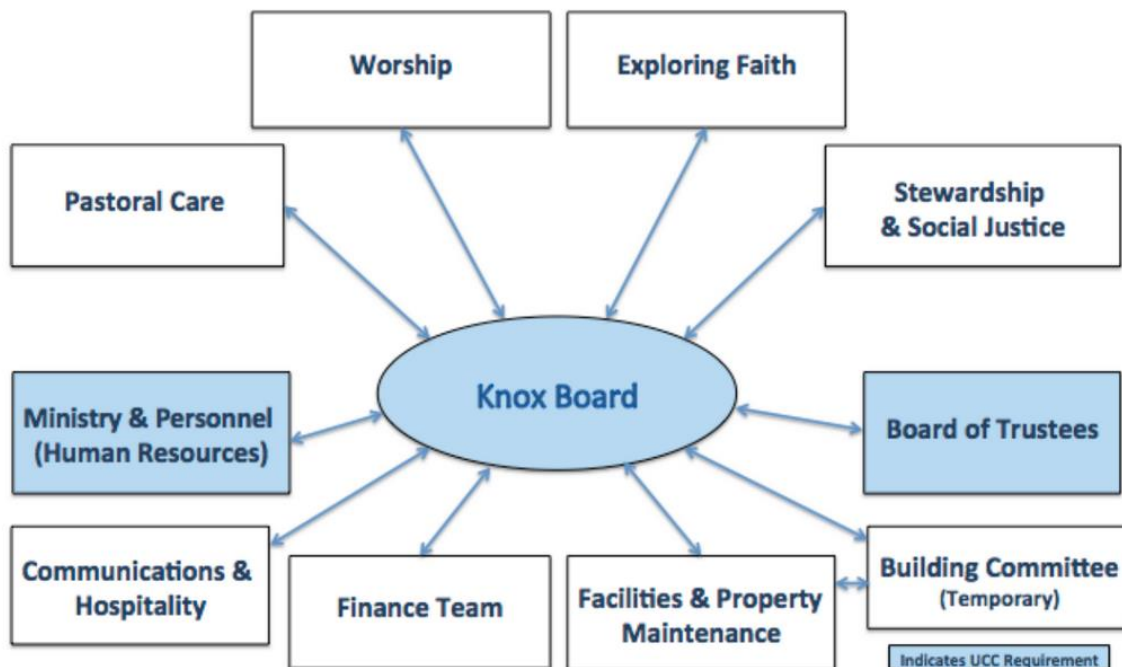 Worship
Exploring Faith
Pastoral Care
Stewardship
& Social Justice
Knox Board
Ministry & Personnel
(Human Resources)
Board of Trustees
Communications &
Hospitality
Finance Team
Facilities & Property
Maintenance
Building Committee
(Temporary)
Indicates UCC Requirement